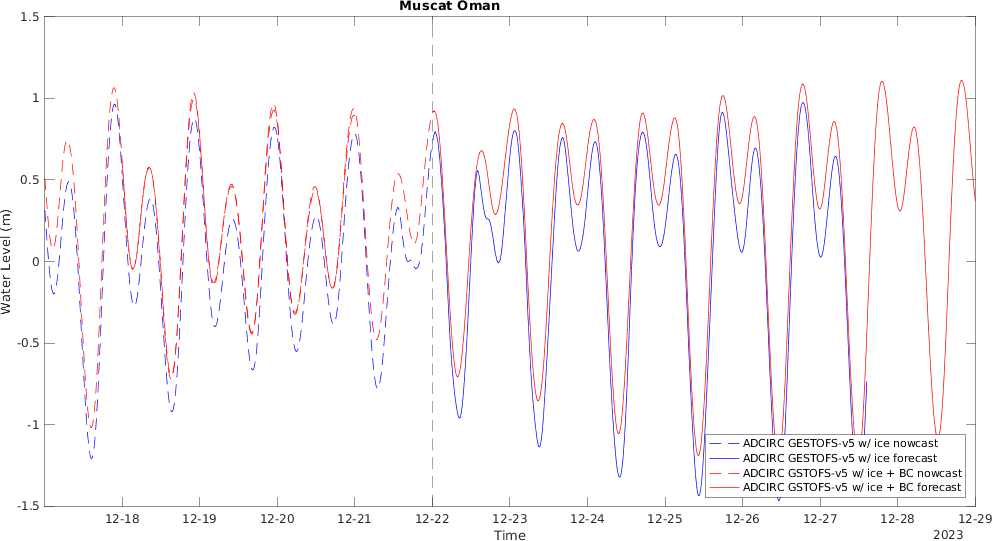 Muscat Oman
1.5
1
0.5
0
-0.5
-1
-1.5
Water Level (m)
12-18
12-19
12-20
12-21
12-22
12-23
12-24
12-25
12-26
12-27
12-28
12-29
Time
2023
ADCIRC GESTOFS-v5 w/ ice nowcast
ADCIRC GESTOFS-v5 w/ ice forecast
ADCIRC GSTOFS-v5 w/ ice + BC nowcast
ADCIRC GSTOFS-v5 w/ ice + BC forecast